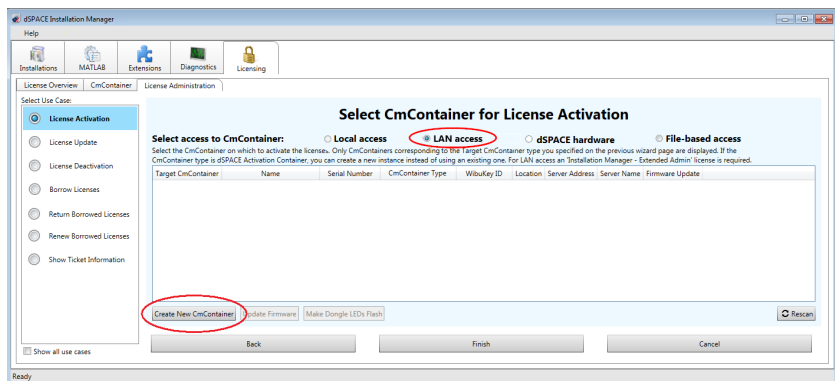 dSPACE Installation Manager
Help
Installations
MATLAB
Extensions
Diagnostics
Licensing
License Overview
CmContainer
License Administration
Select Use Case:
License Activation
License Update
License Deactivation
Borrow Licenses
Return Borrowed Licenses
Renew Borrowed Licenses
Show Ticket Information
Show all use cases
Select CmContainer for License Activation
Select access to CmContainer: Local access LAN access dSPACE hardware File-based access
Select the CmContainer on which to activate the licenses. Only CmContainers corresponding to the Target CmContainer type you specified on the previous wizard page are displayed. If the
CmContainer type is dSPACE Activation Container, you can create a new instance instead of using an existing one. For LAN access an 'Installation Manager - Extended Admin' license is required.
Target CmContainer Name Serial Number CmContainer Type WibuKey ID Location Server Address Server Name Firmware Update
Create New CmContainer Update Firmware Make Dongle LEDs Flash Rescan
Back Finish Cancel
Ready